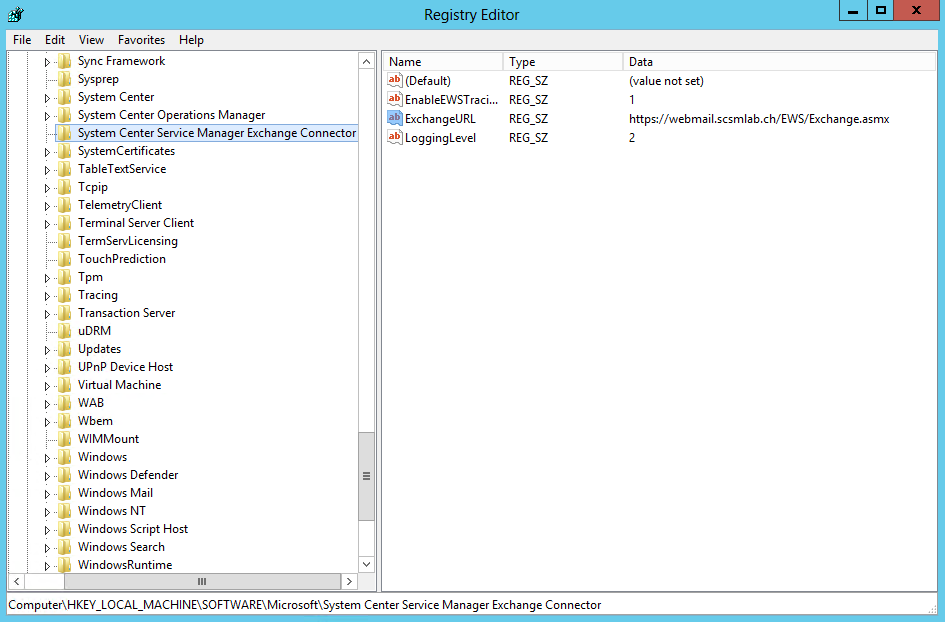 Registry Editor
File Edit View Favorites Help
Sync Framework
Sysprep
System Center
System Center Operations Manager
System Center Service Manager Exchange Connector
SystemCertificates
TableTextService
Tcpip
TelemetryClient
Terminal Server Client
TermServLicensing
TouchPrediction
Tpm
Tracing
Transaction Server
uDRM
Updates
UPnP Device Host
Virtual Machine
WAB
Wbem
WIMMount
Windows
Windows Defender
Windows Mail
Windows NT
Windows Script Host
Windows Search
WindowsRuntime
Name Type Data
ab (Default) REG_SZ (value not set)
ab EnableEWSTraci... REG_SZ 1
ab ExchangeURL REG_SZ https://webmail.scsmlab.ch/EWS/Exchange.asmx
ab LoggingLevel REG_SZ 2
Computer\HKEY_LOCAL_MACHINE\SOFTWARE\Microsoft\System Center Service Manager Exchange Connector